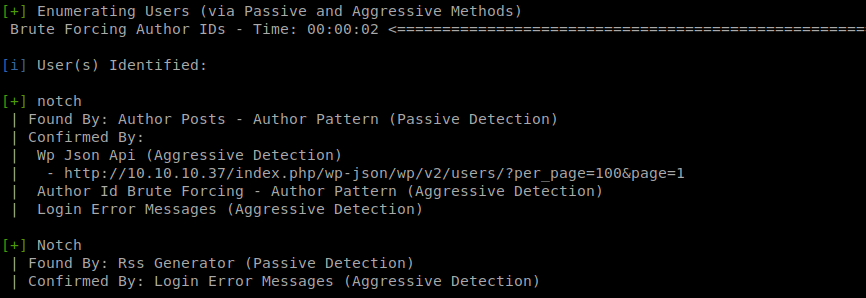 [+] Enumerating Users (via Passive and Aggressive Methods)
 Brute Forcing Author IDs - Time: 00:00:02 <====================================================
[i] User(s) Identified:
[+] notch
 | Found By: Author Posts - Author Pattern (Passive Detection)
 | Confirmed By:
 |  Wp Json Api (Aggressive Detection)
 |   - http://10.10.10.37/index.php/wp-json/wp/v2/users/?per_page=100&page=1
 |  Author Id Brute Forcing - Author Pattern (Aggressive Detection)
 |  Login Error Messages (Aggressive Detection)
[+] Notch
 | Found By: Rss Generator (Passive Detection)
 | Confirmed By: Login Error Messages (Aggressive Detection)